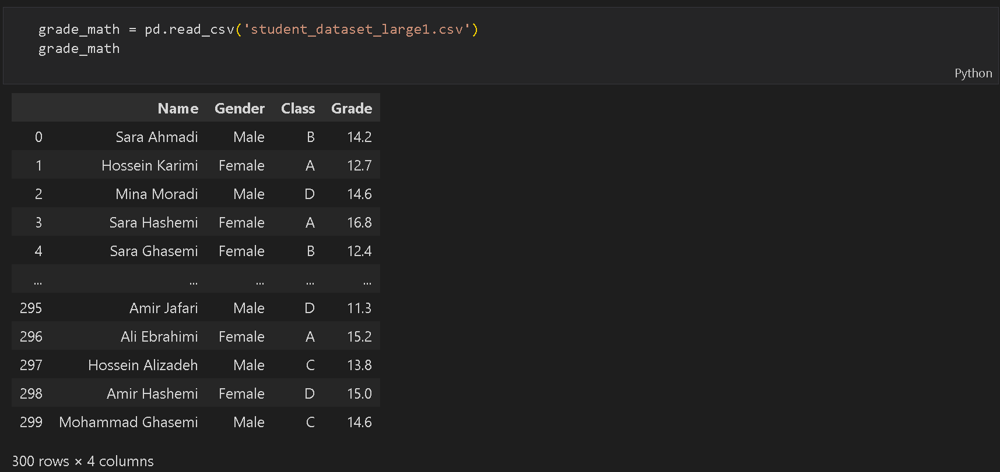 grade_math = pd.read_csv('student_dataset_large1.csv')
grade_math
Python
Name Gender Class Grade
0 Sara Ahmadi Male B 14.2
1 Hossein Karimi Female A 12.7
2 Mina Moradi Male D 14.6
3 Sara Hashemi Female A 16.8
4 Sara Ghasemi Female B 12.4
... ... ... ... ...
295 Amir Jafari Male D 11.3
296 Ali Ebrahimi Female A 15.2
297 Hossein Alizadeh Male C 13.8
298 Amir Hashemi Female D 15.0
299 Mohammad Ghasemi Male C 14.6
300 rows × 4 columns